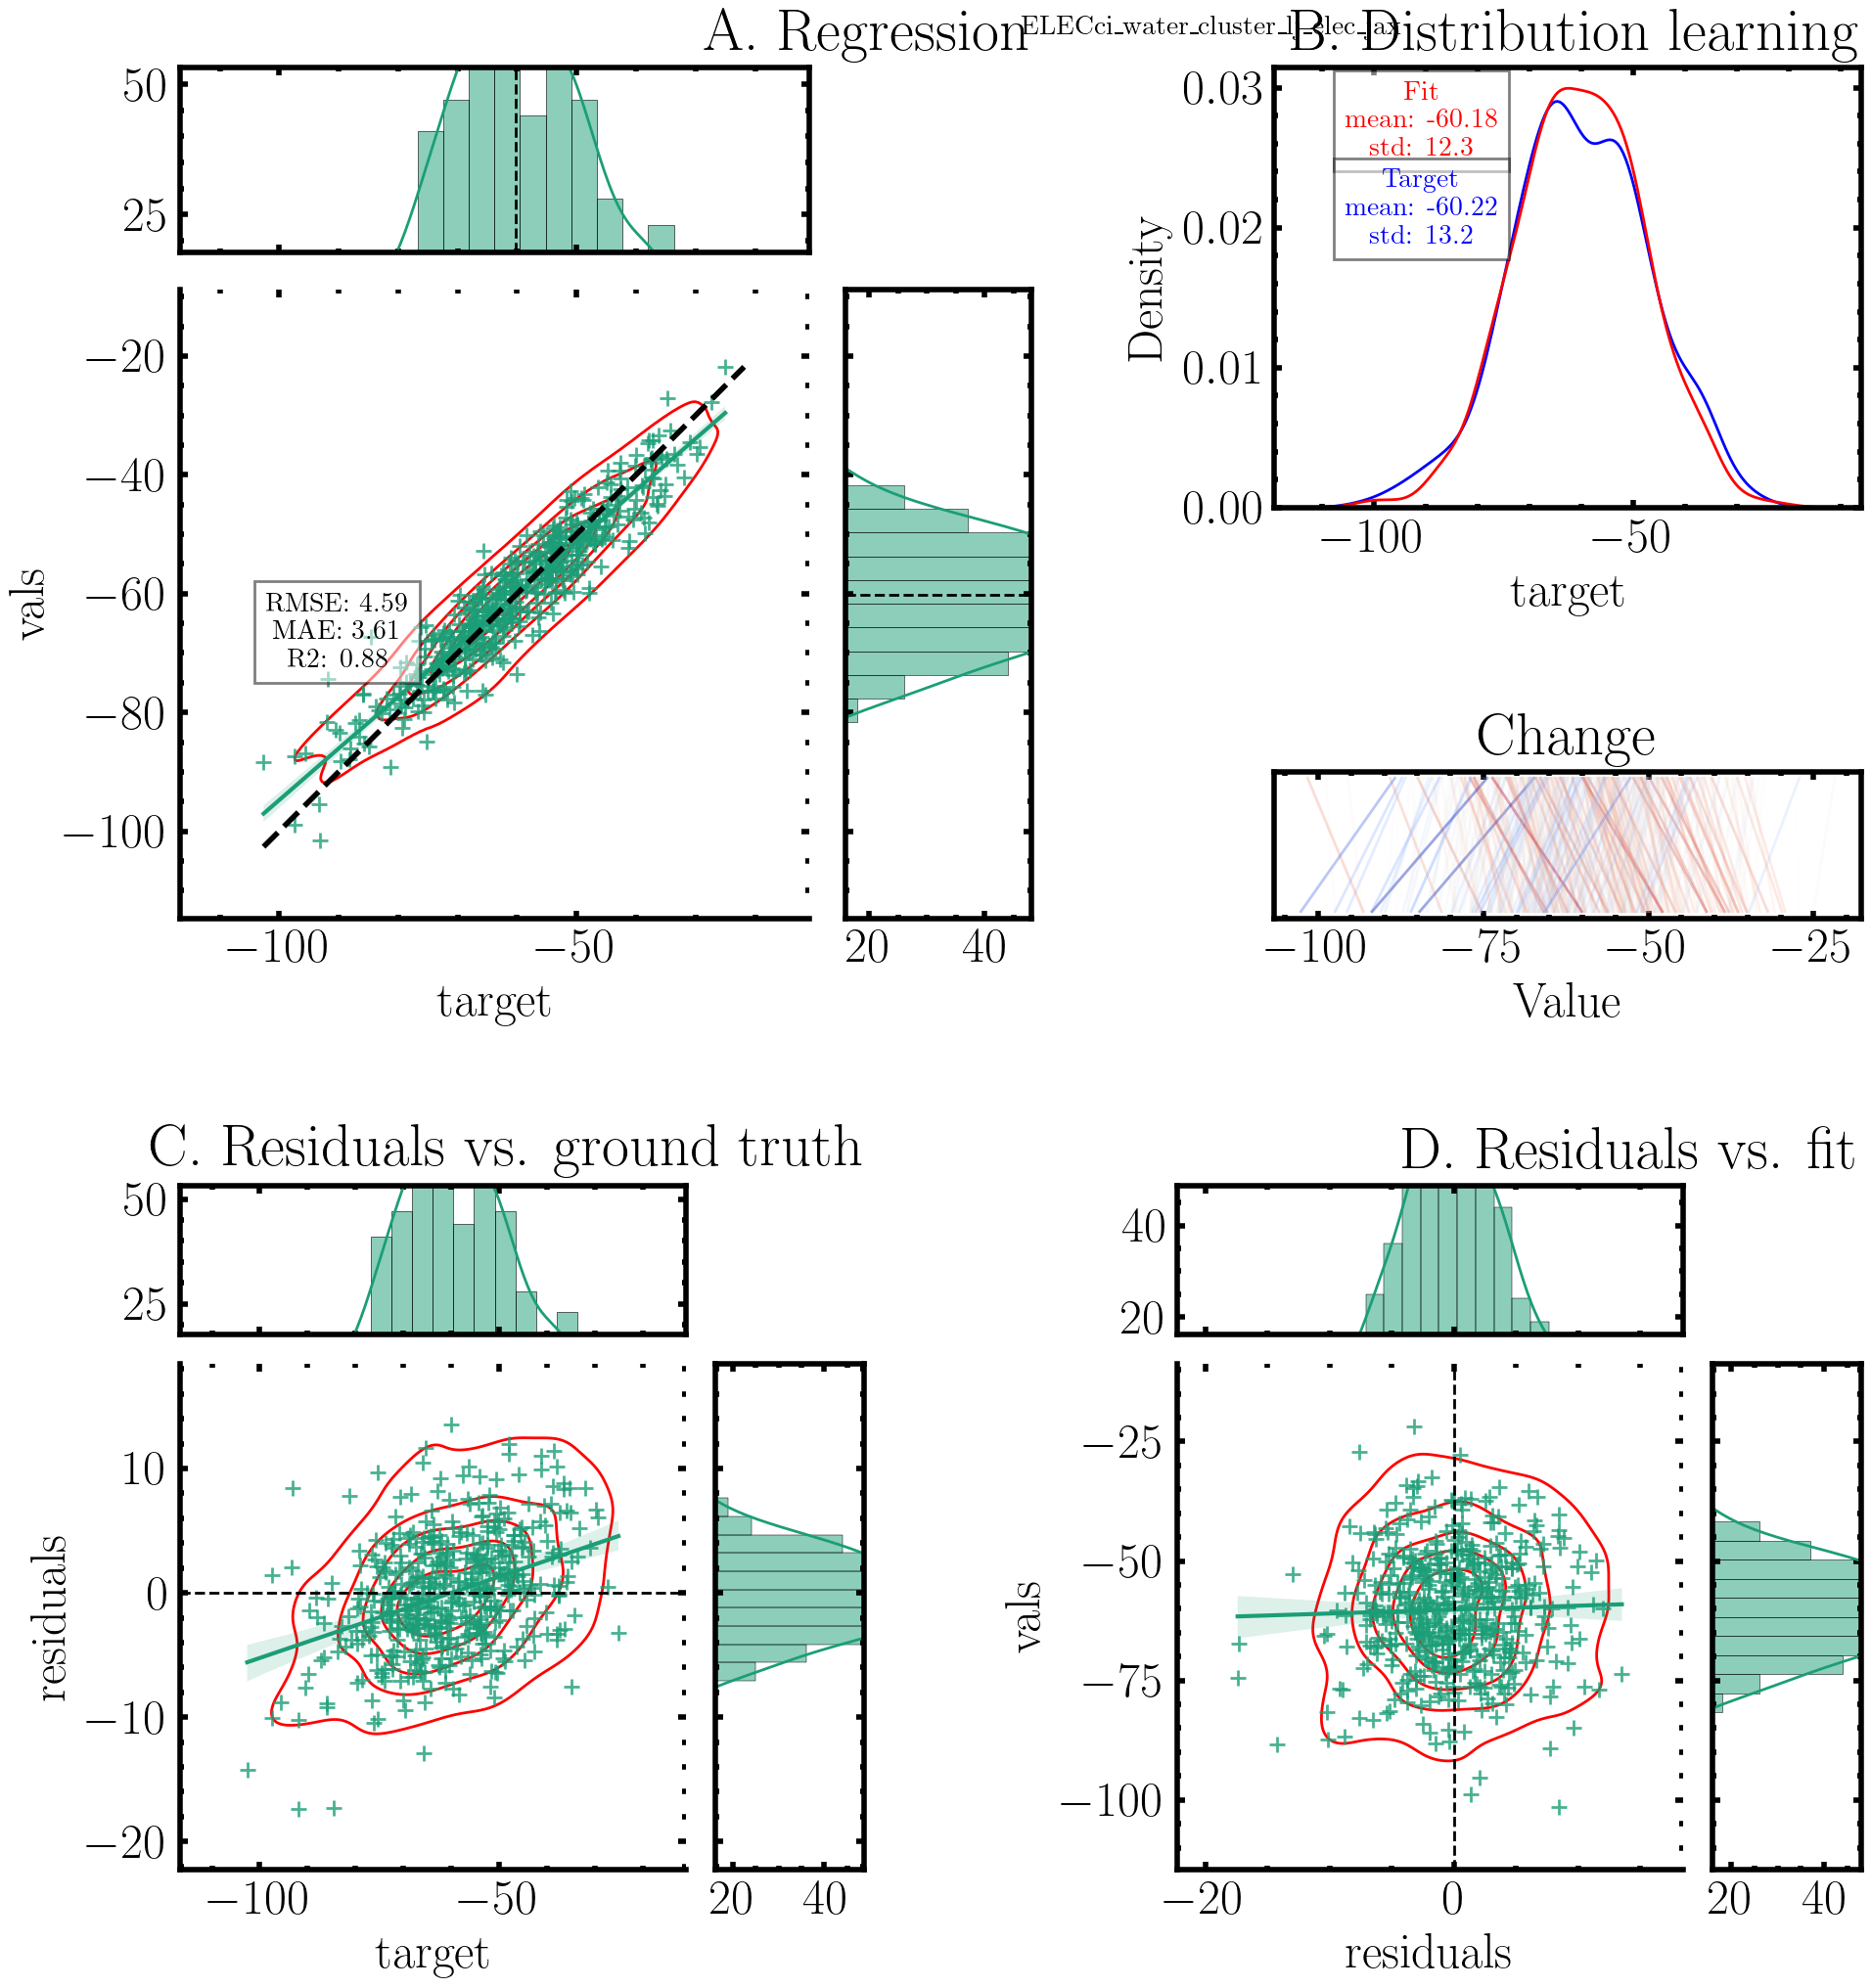 A. Regression
ELECci_water_cluster_lj_elec_jax
B. Distribution learning
50
25
vals
−20
−40
−60
−80
−100
RMSE: 4.59
MAE: 3.61
R2: 0.88
−100
−50
target
20
40
Density
0.03
0.02
0.01
0.00
Fit
mean: -60.18
std: 12.3
Target
mean: -60.22
std: 13.2
−100
−50
target
Change
−100
−75
−50
−25
Value
C. Residuals vs. ground truth
50
25
residuals
10
0
−10
−20
−100
−50
target
20
40
D. Residuals vs. fit
40
20
vals
−25
−50
−75
−100
−20
0
residuals
20
40